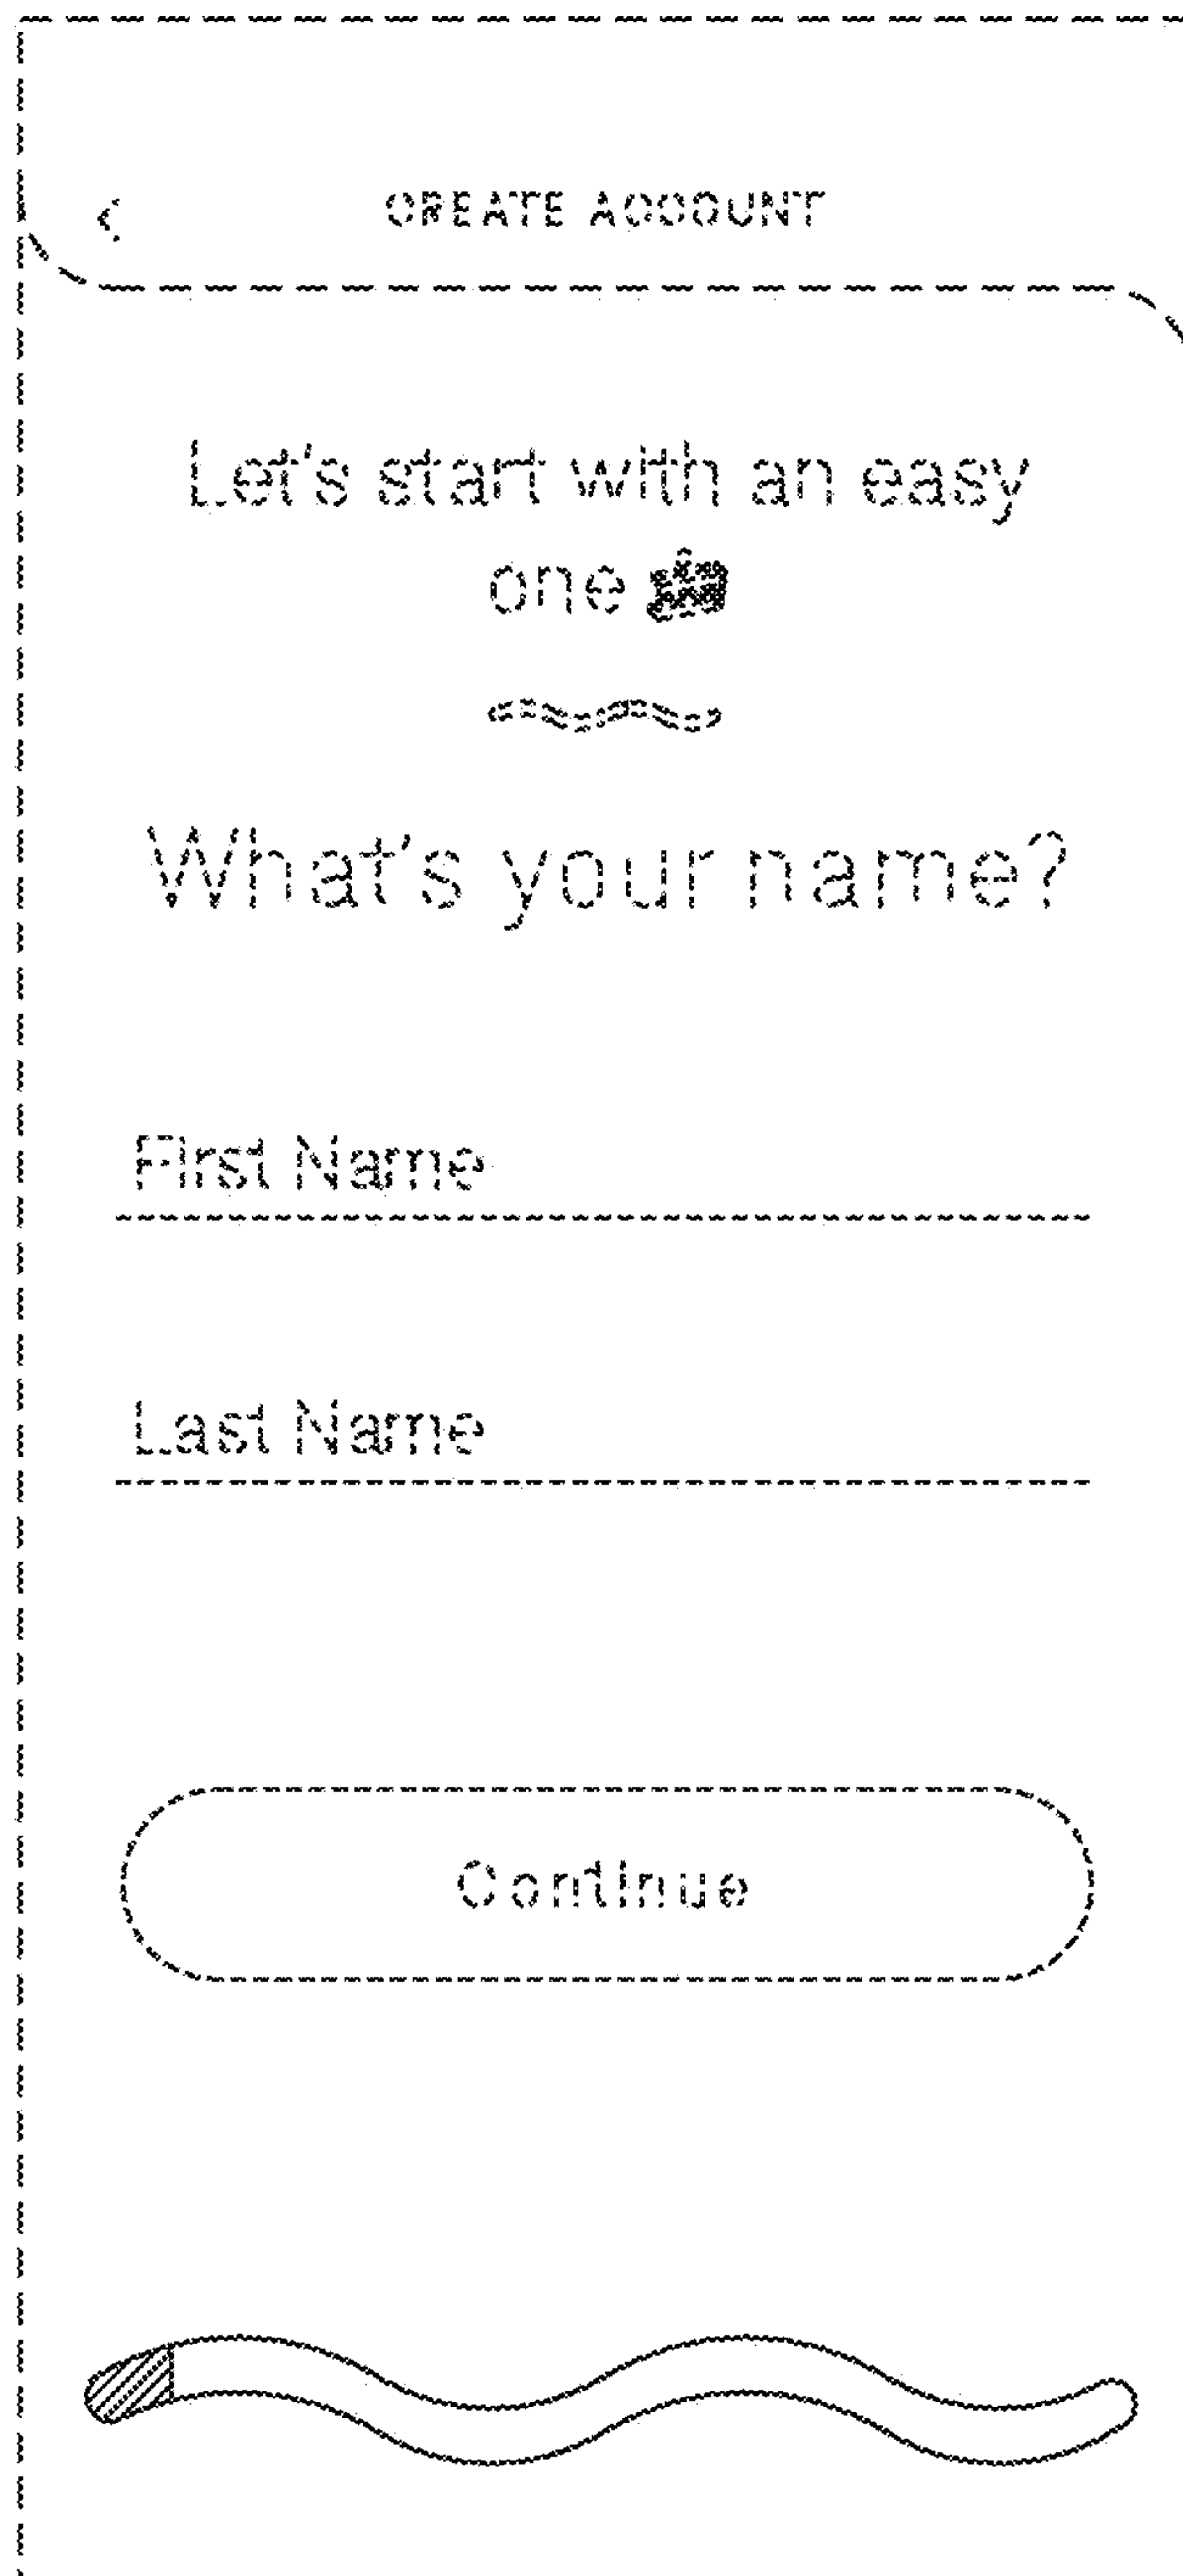 CREATE ACCOUNT
Let's start with an easy
one
What's your name?
First Name
Last Name
Continue